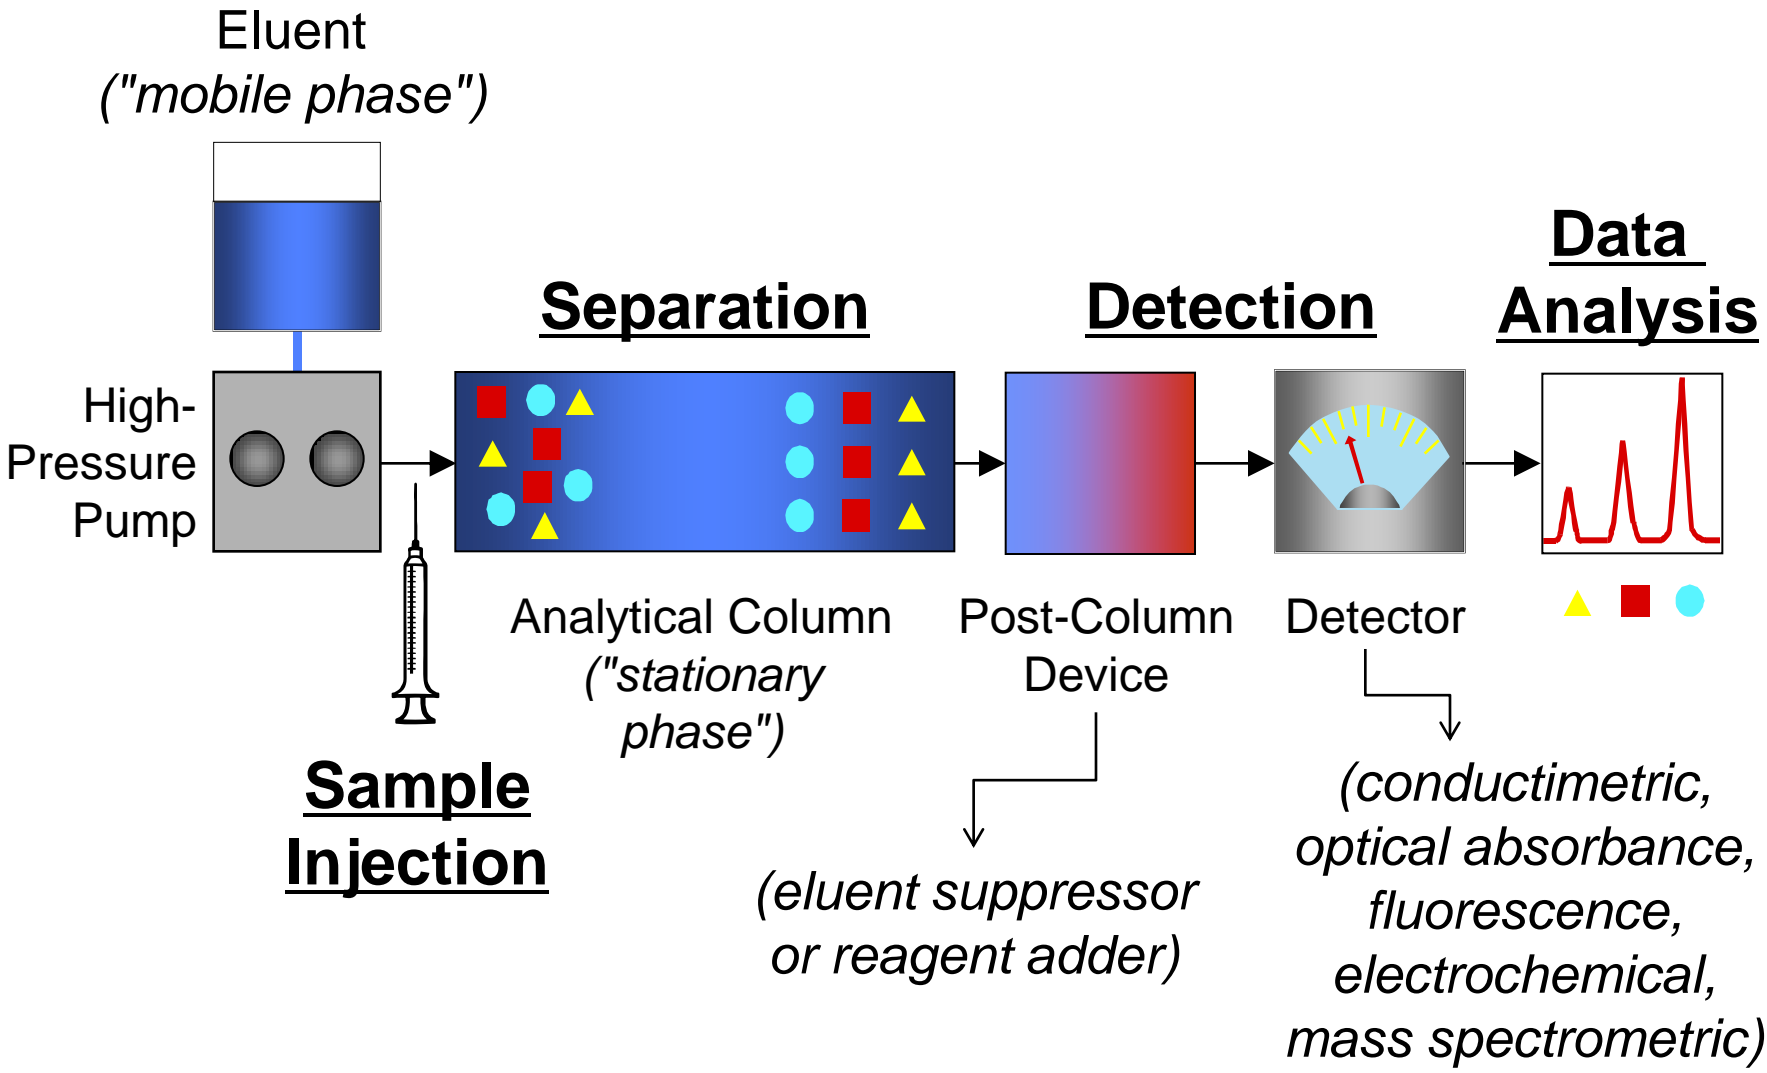 Eluent
("mobile phase")
High-
Pressure
Pump
Sample
Injection
Separation
Analytical Column
("stationary
phase")
Detection
Post-Column
Device
(eluent suppressor
or reagent adder)
Detector
(conductimetric,
optical absorbance,
fluorescence,
electrochemical,
mass spectrometric)
Data
Analysis